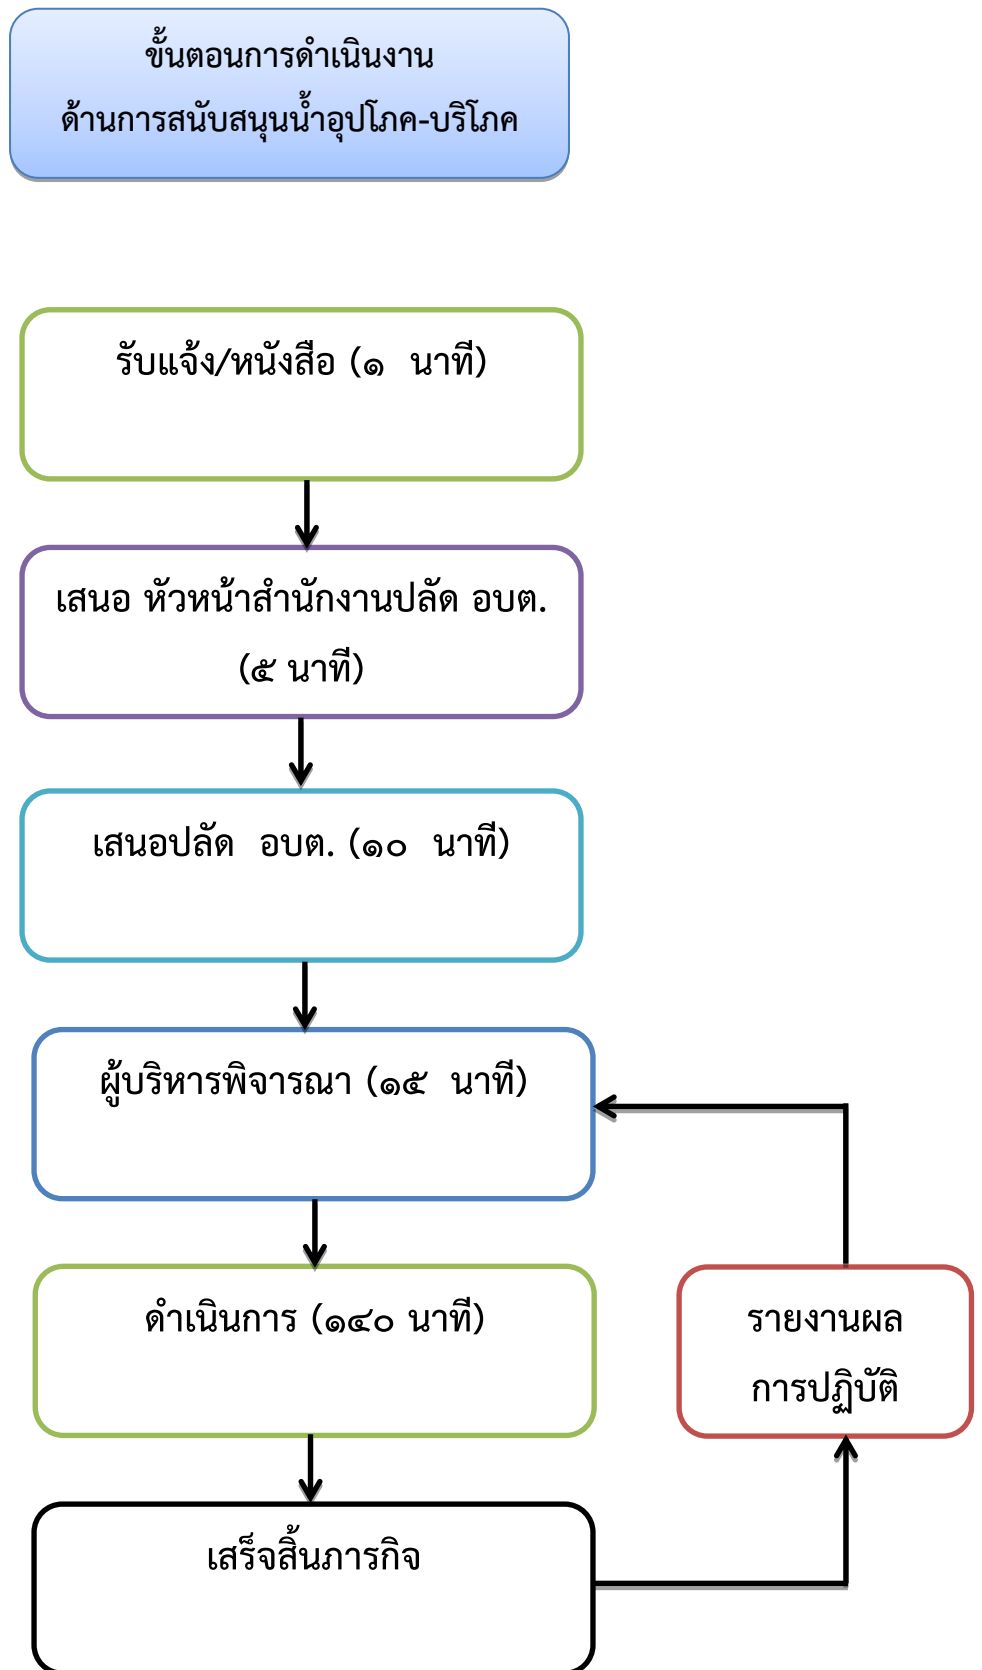 ขั้นตอนการดำเนินงาน
ด้านการสนับสนุนน้ำอุปโภค-บริโภค
รับแจ้ง/หนังสือ (๑  นาที)
เสนอ หัวหน้าสำนักงานปลัด อบต.
(๕ นาที)
เสนอปลัด  อบต. (๑๐  นาที)
ผู้บริหารพิจารณา (๑๕  นาที)
ดำเนินการ (๑๔๐ นาที)
รายงานผล
การปฏิบัติ
เสร็จสิ้นภารกิจ